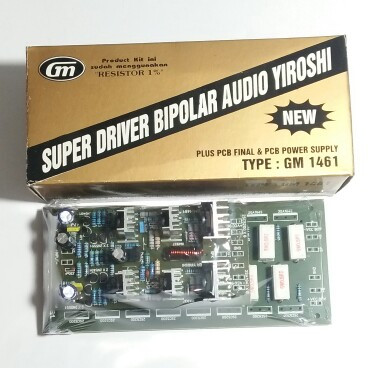 Gm
Product Kit ini
sudah menggunakan
"RESISTOR 1%"
SUPER DRIVER BIPOLAR AUDIO YIROSHI
NEW
PLUS PCB FINAL & PCB POWER SUPPLY
TYPE : GM 1461